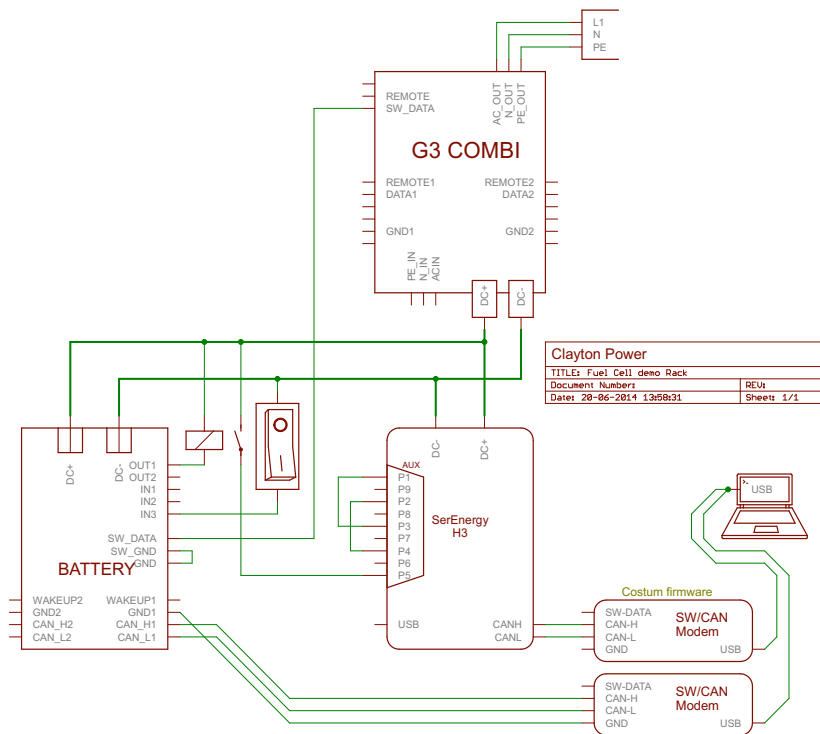 L1
N
PE
AC_OUT
N_OUT
PE_OUT
REMOTE
SW_DATA
G3 COMBI
REMOTE1
DATA1
GND1
REMOTE2
DATA2
GND2
PE_IN
N_IN
ACIN
DC+
DC-
Clayton Power
TITLE: Fuel Cell demo Rack
Document Number:
REV:
Date: 20-06-2014 13:58:31
Sheet: 1/1
DC+
DC-
OUT1
OUT2
IN1
IN2
IN3
SW_DATA
SW_GND
GND
BATTERY
WAKEUP2
GND2
CAN_H2
CAN_L2
WAKEUP1
GND1
CAN_H1
CAN_L1
DC-
DC+
AUX
P1
P9
P2
P8
P3
P7
P4
P6
P5
SerEnergy
H3
USB
CANH
CANL
>_
USB
Costum firmware
SW-DATA
CAN-H
CAN-L
GND
SW/CAN
Modem
USB
SW-DATA
CAN-H
CAN-L
GND
SW/CAN
Modem
USB